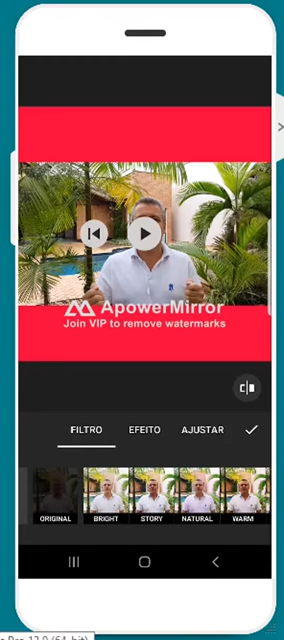 ApowerMirror
Join VIP to remove watermarks
FILTRO EFEITO AJUSTAR
ORIGINAL BRIGHT STORY NATURAL WARM